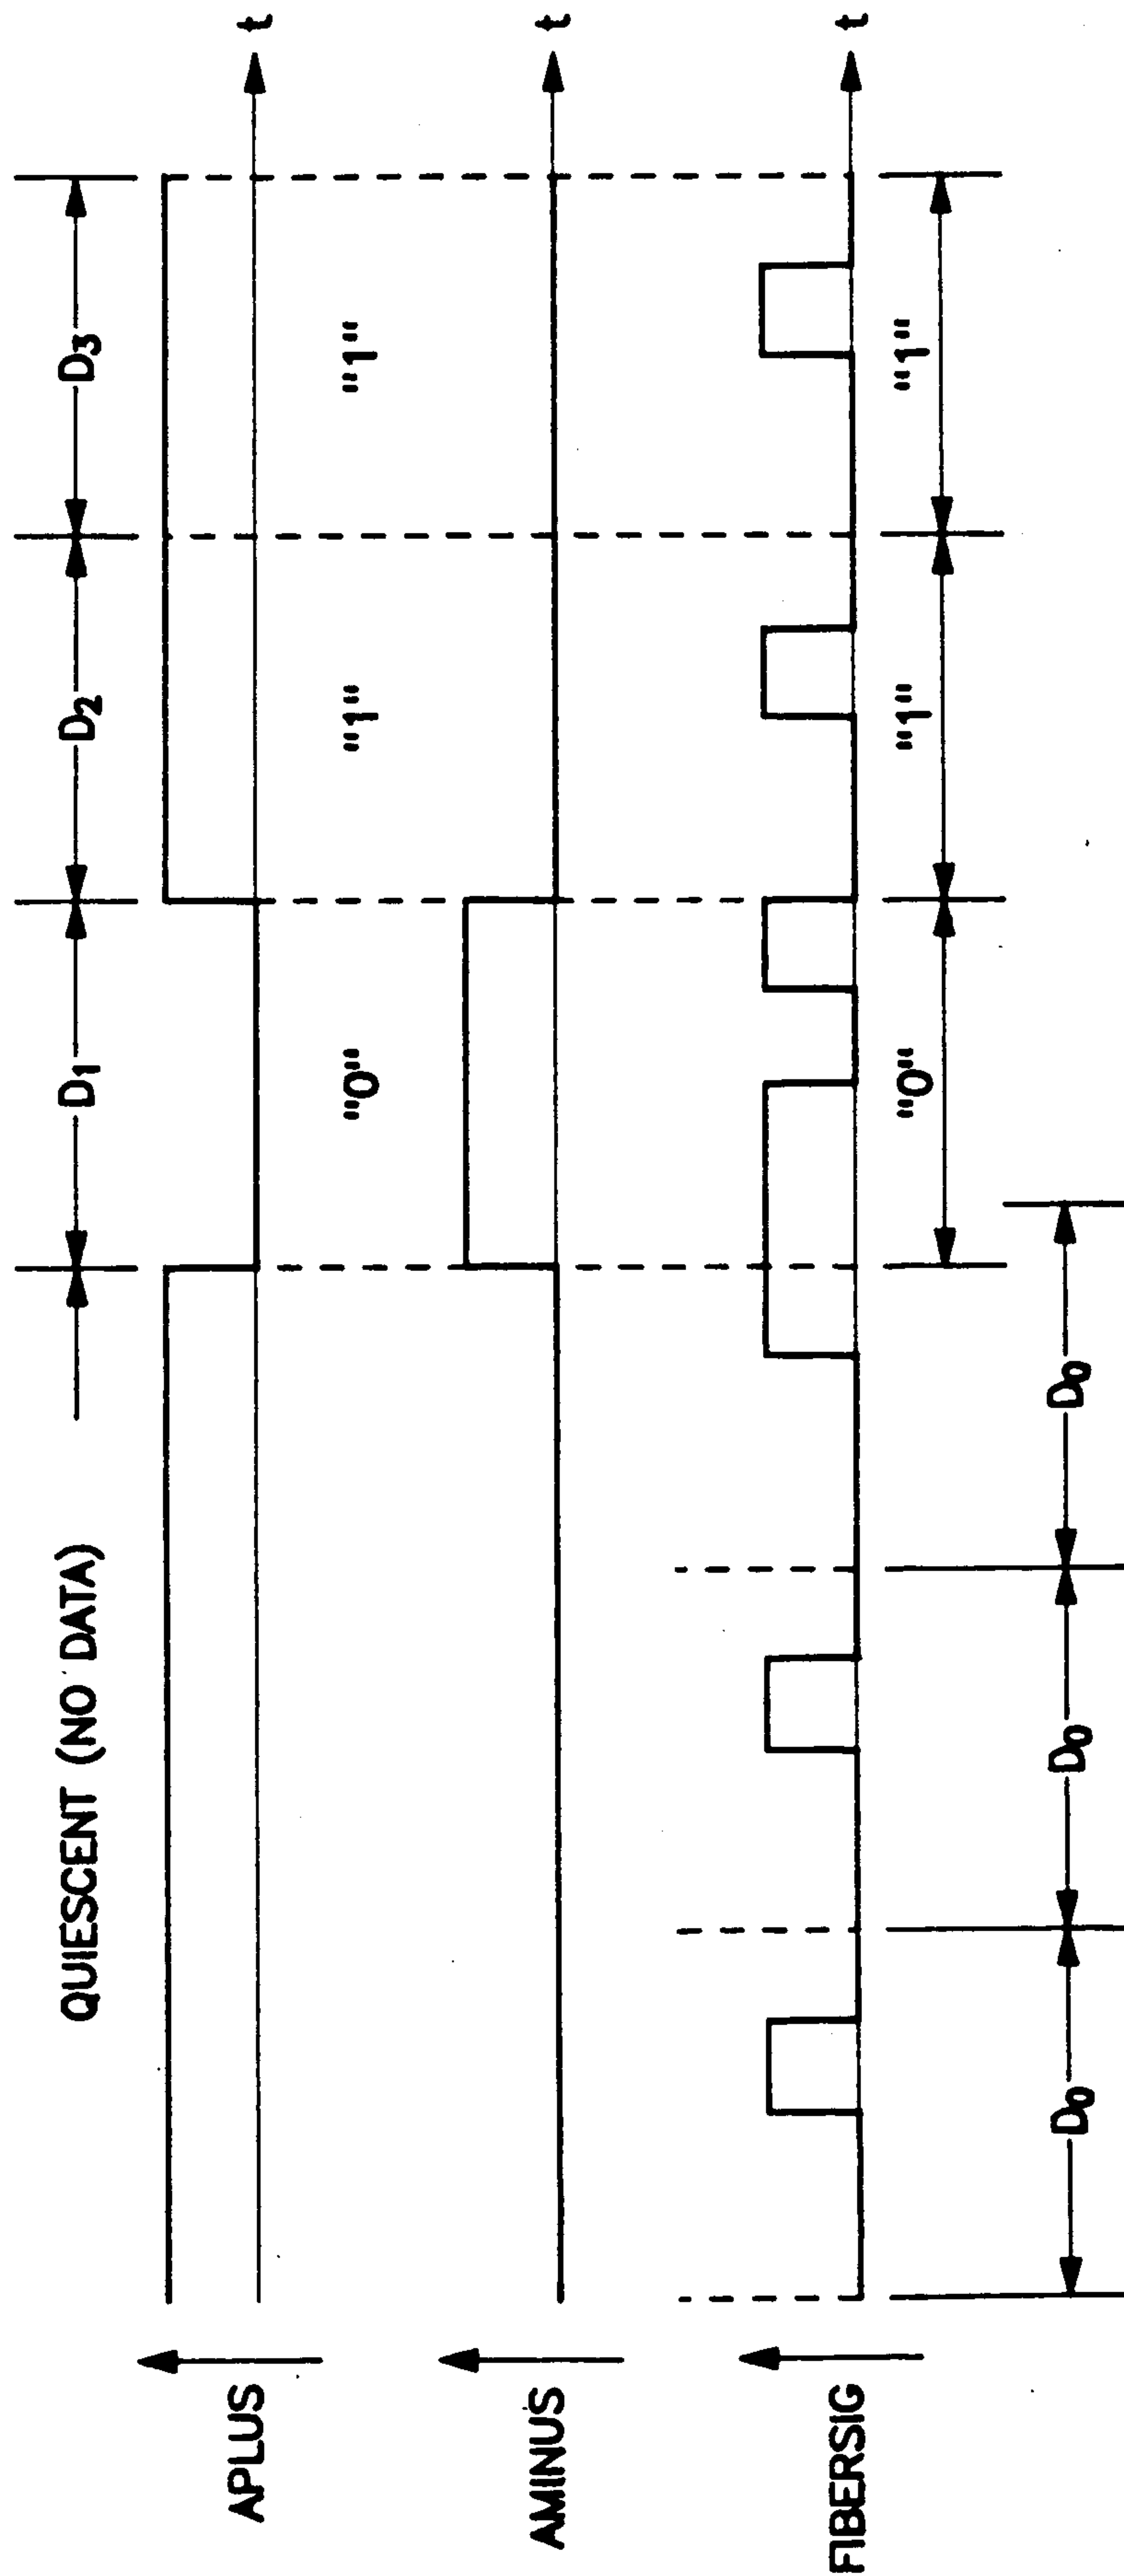 QUIESCENT (NO DATA)
D1
D2
D3
APLUS
t
"0"
"1"
"1"
AMINUS
t
FIBERSIG
t
"0"
"1"
"1"
D0
D0
D0